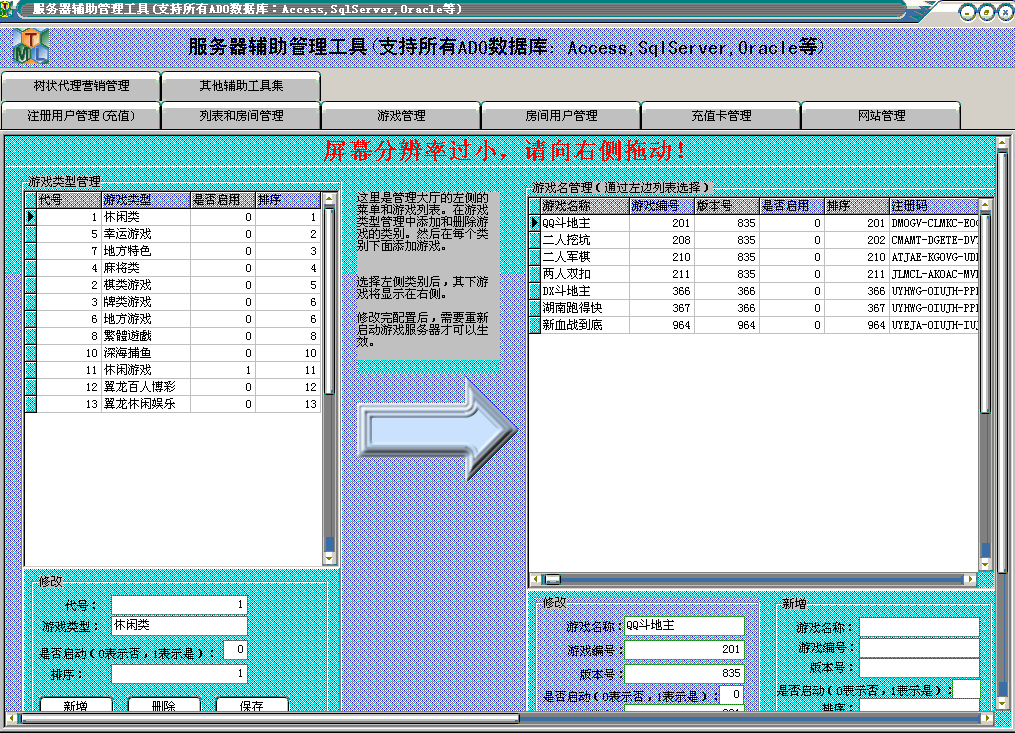 服务器辅助管理工具(支持所有ADO数据库：Access,SqlServer,Oracle等)
TML
服务器辅助管理工具(支持所有ADO数据库: Access,SqlServer,Oracle等)
树状代理营销管理 其他辅助工具集
注册用户管理(充值) 列表和房间管理 游戏管理 房间用户管理 充值卡管理 网站管理
屏幕分辨率过小，请向右侧拖动!
游戏类型管理
代号 游戏类型 是否启用 排序
1 休闲类 0 1
5 幸运游戏 0 2
7 地方特色 0 3
4 麻将类 0 4
2 棋类游戏 0 5
3 牌类游戏 0 6
6 地方游戏 0 6
8 繁體遊戲 0 8
10 深海捕鱼 0 10
11 休闲游戏 1 11
12 翼龙百人博彩 0 12
13 翼龙休闲娱乐 0 13
这里是管理大厅的左侧的
菜单和游戏列表。在游戏
类型管理中添加和删除游
戏的类别。然后在每个类
别下面添加游戏。
选择左侧类别后，其下游
戏将显示在右侧。
修改完配置后，需要重新
启动游戏服务器才可以生
效。
游戏名管理(通过左边列表选择)
游戏名称 游戏编号 版本号 是否启用 排序 注册码
QQ斗地主 201 835 0 201 DMOGV-CLMKC-EO
二人挖坑 208 835 0 202 CMAMT-DGETE-DV
二人军棋 210 835 0 210 ATJAE-KGOVG-UD
两人双扣 211 835 0 211 JLMCL-AKOAC-MV
DX斗地主 366 366 0 366 UYHWG-OIUJH-PP
湖南跑得快 367 366 0 367 UYHWG-OIUJH-PP
新血战到底 964 964 0 964 UYEJA-OIUJH-IU
修改
代号： 1
游戏类型： 休闲类
是否启动(0表示否，1表示是)： 0
排序： 1
新增 删除 保存
修改
游戏名称： QQ斗地主
游戏编号： 201
版本号： 835
是否启动(0表示否，1表示是)： 0
新增
游戏名称：
游戏编号：
版本号：
是否启动(0表示否，1表示是)：
排序：